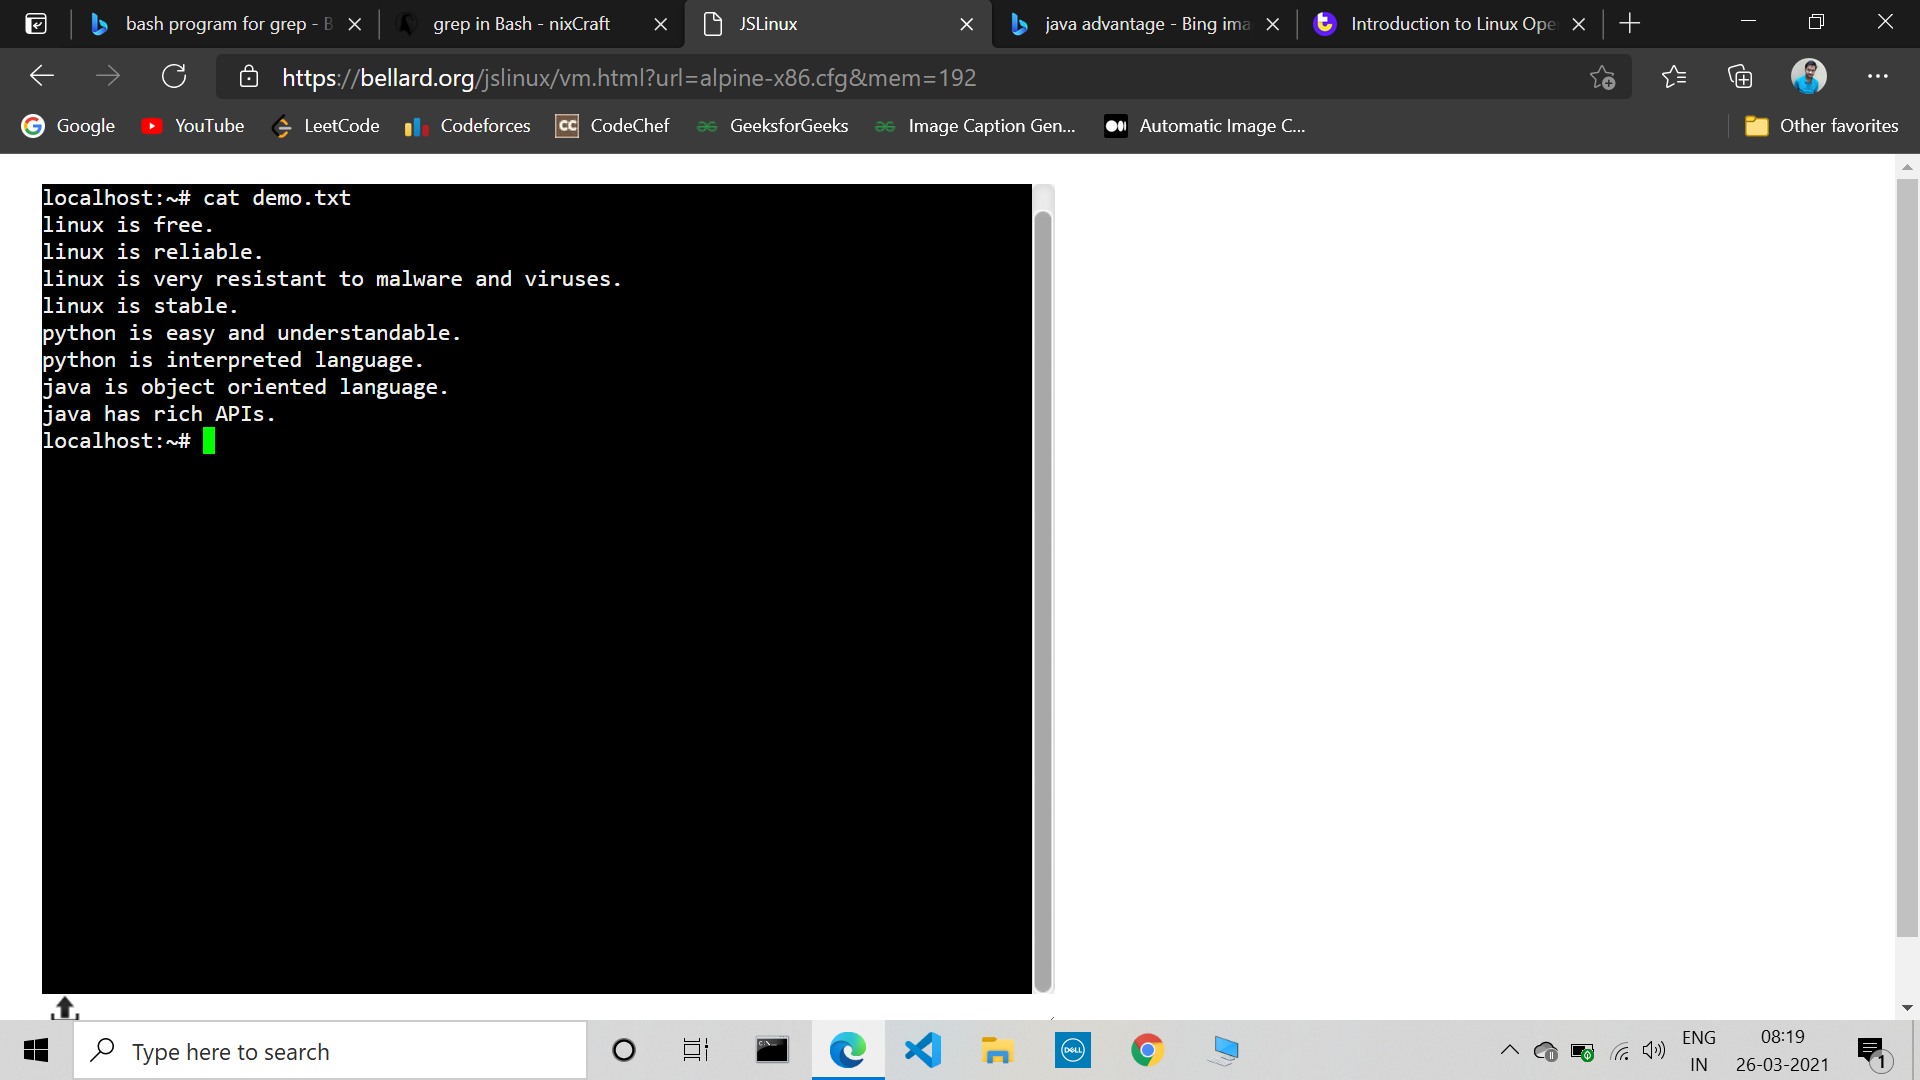 bash program for grep - B
grep in Bash - nixCraft
JSLinux
java advantage - Bing ima
Introduction to Linux Ope
https://bellard.org/jslinux/vm.html?url=alpine-x86.cfg&mem=192
Google
YouTube
LeetCode
Codeforces
CC CodeChef
GeeksforGeeks
Image Caption Gen...
Automatic Image C...
Other favorites
localhost:~# cat demo.txt
linux is free.
linux is reliable.
linux is very resistant to malware and viruses.
linux is stable.
python is easy and understandable.
python is interpreted language.
java is object oriented language.
java has rich APIs.
localhost:~#
Type here to search
DELL
ENG
IN
08:19
26-03-2021
1